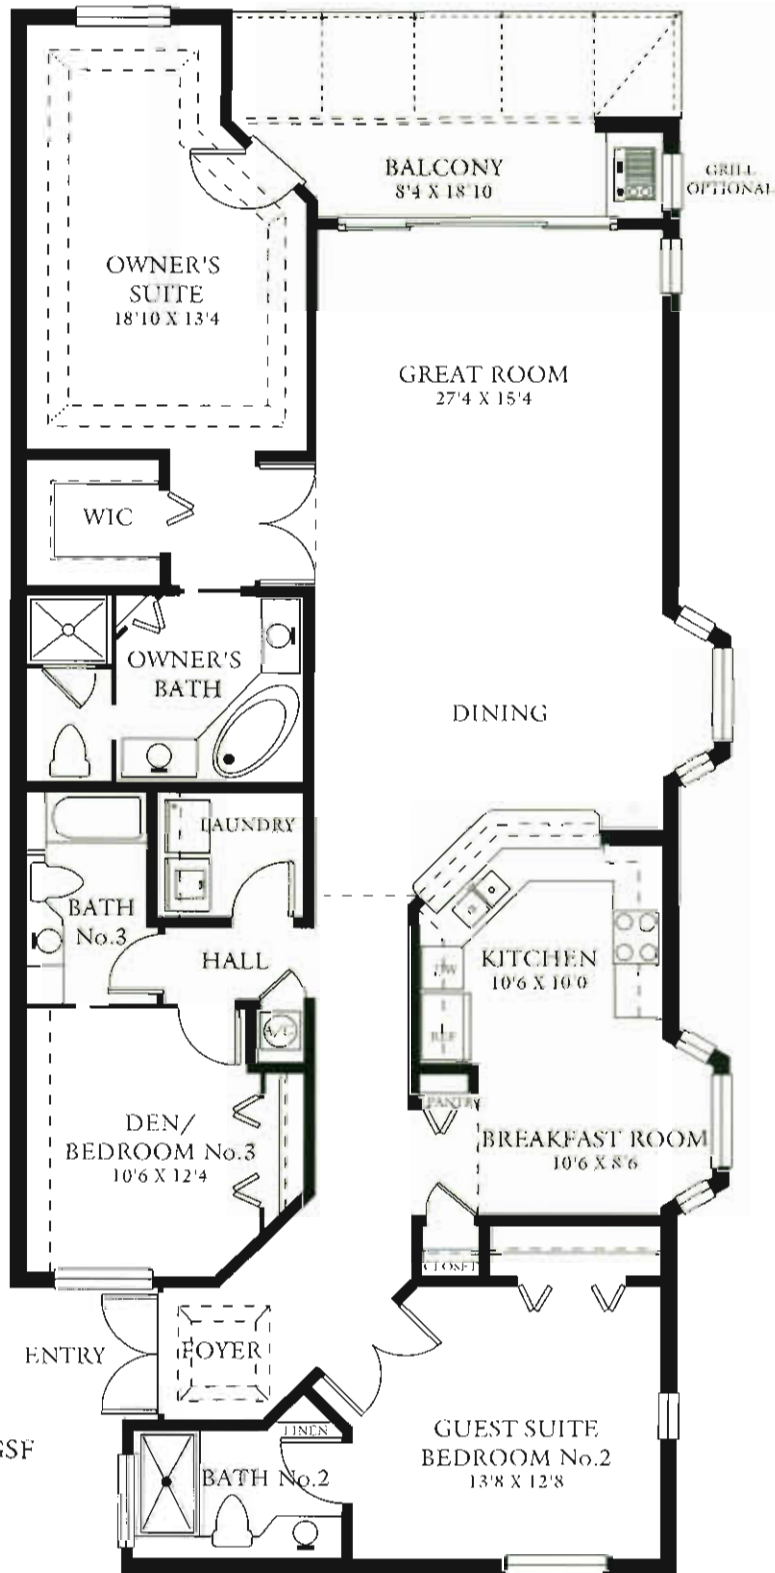 BALCONY
8'4 X 18'10
GRILL
OPTIONAL
OWNER'S
SUITE
18'10 X 13'4
GREAT ROOM
27'4 X 15'4
WIC
OWNER'S
BATH
DINING
LAUNDRY
BATH
No.3
HALL
KITCHEN
10'6 X 10'0
DW
REF
A/C
PANTRY
DEN/
BEDROOM No.3
10'6 X 12'4
BREAKFAST ROOM
10'6 X 8'6
CLOSET
ENTRY
FOYER
LINEN
GUEST SUITE
BEDROOM No.2
13'8 X 12'8
BATH No.2
GSF